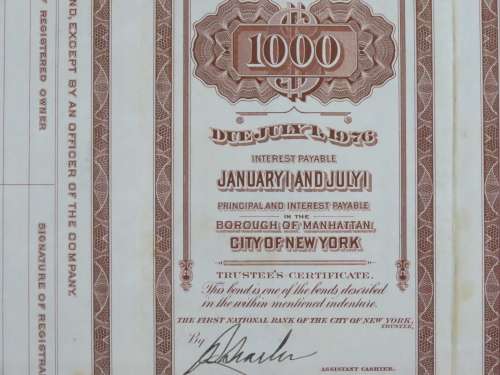 1000
DUE JULY 1, 1976
INTEREST PAYABLE
JANUARY 1 AND JULY 1
PRINCIPAL AND INTEREST PAYABLE
IN THE
BOROUGH OF MANHATTAN
CITY OF NEW YORK
TRUSTEE'S CERTIFICATE.
This bond is one of the bonds described
in the within mentioned indenture.
THE FIRST NATIONAL BANK OF THE CITY OF NEW YORK,
TRUSTEE,
By
ASSISTANT CASHIER.
ND, EXCEPT BY AN OFFICER OF THE COMPANY.
OF REGISTERED OWNER
SIGNATURE OF REGISTRA